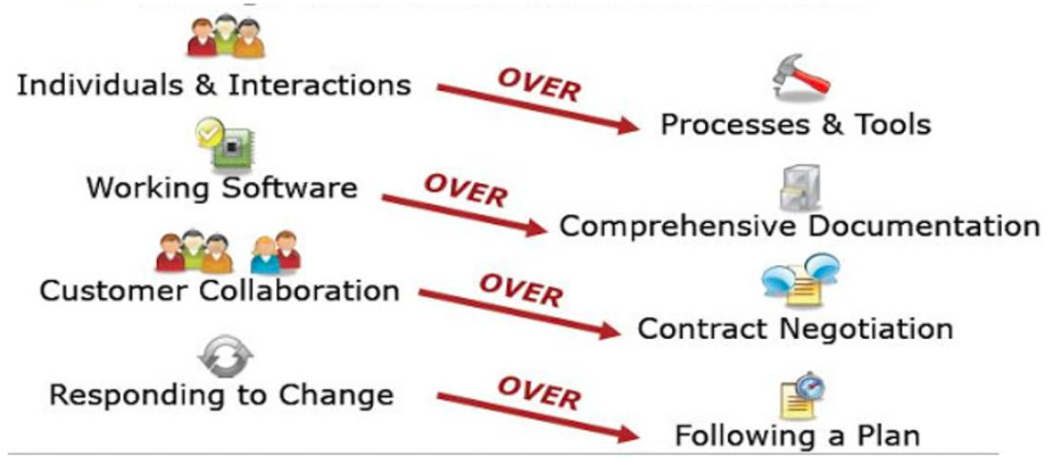 Individuals & Interactions
OVER
Processes & Tools
Working Software
OVER
Comprehensive Documentation
Customer Collaboration
OVER
Contract Negotiation
Responding to Change
OVER
Following a Plan